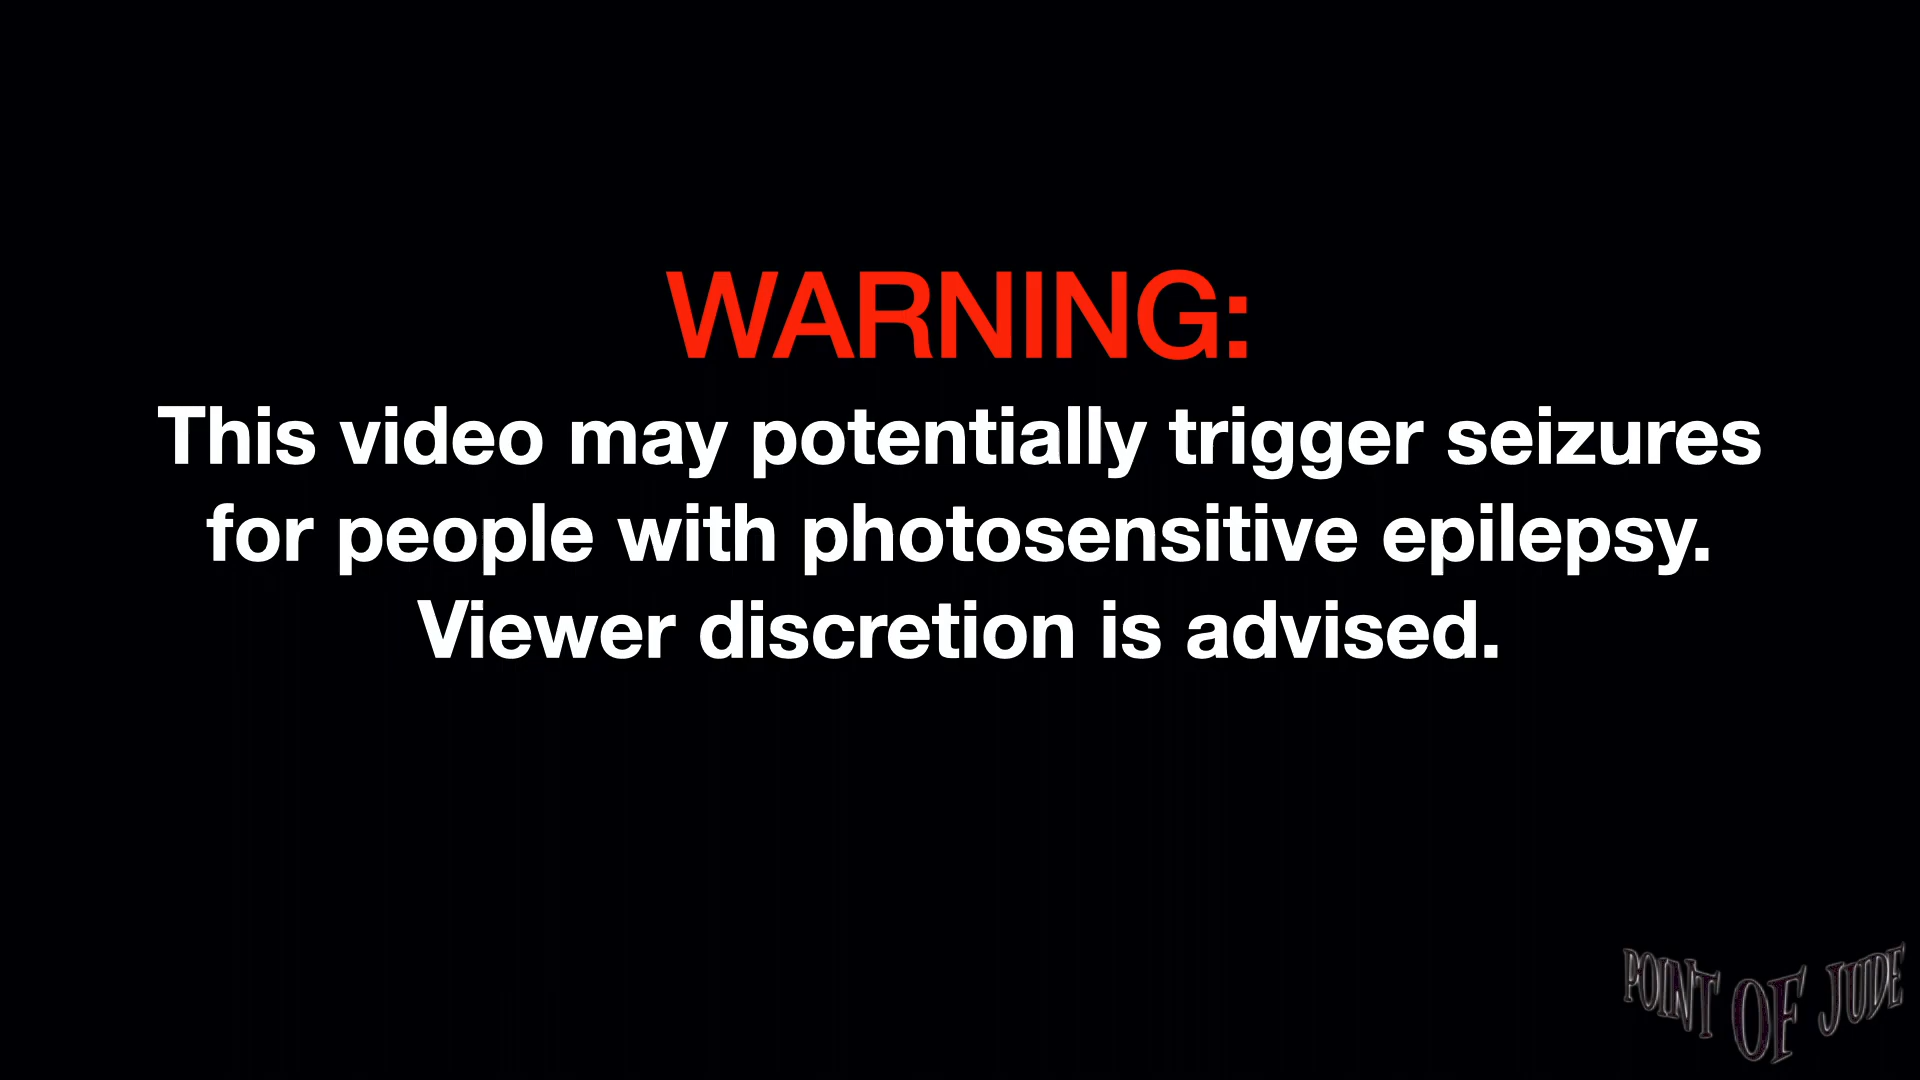 WARNING:
This video may potentially trigger seizures
for people with photosensitive epilepsy.
Viewer discretion is advised.
POINT OF JUDE